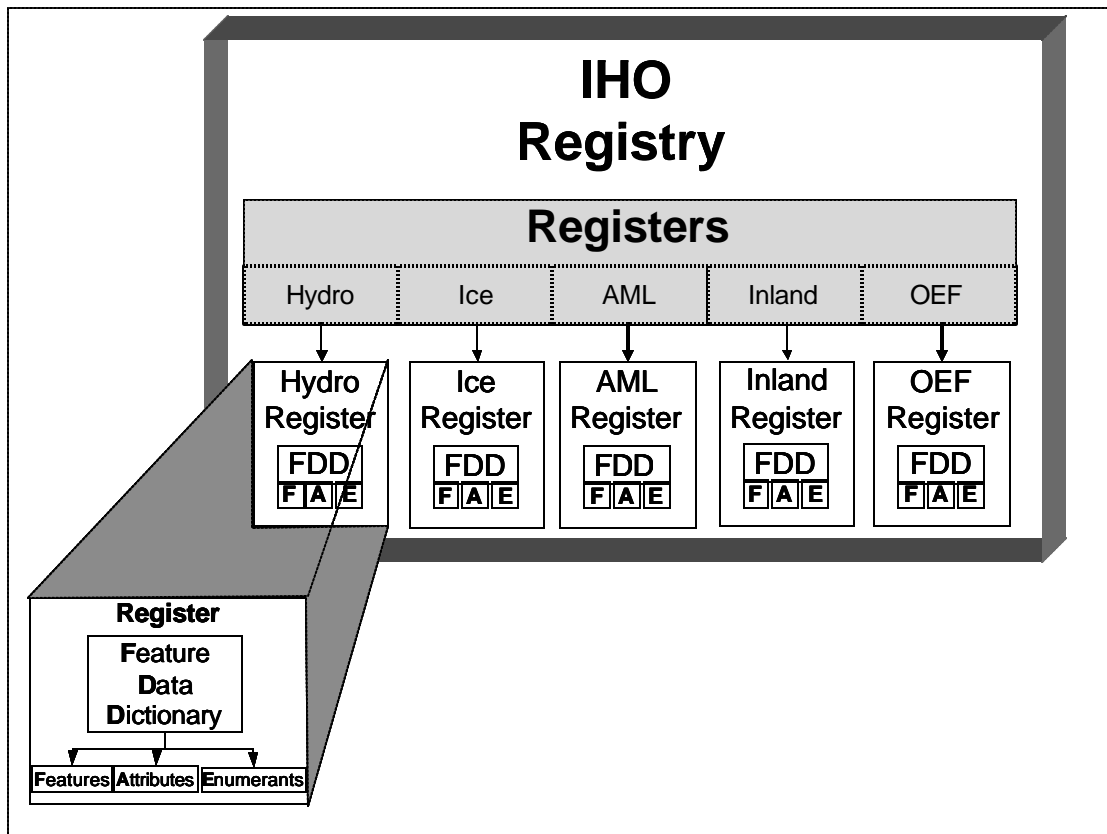 IHO
Registry
Registers
Hydro Ice AML Inland OEF
Hydro Register
FDD
F A E
Ice Register
FDD
F A E
AML Register
FDD
F A E
Inland Register
FDD
F A E
OEF Register
FDD
F A E
Register
Feature
Data
Dictionary
Features Attributes Enumerants